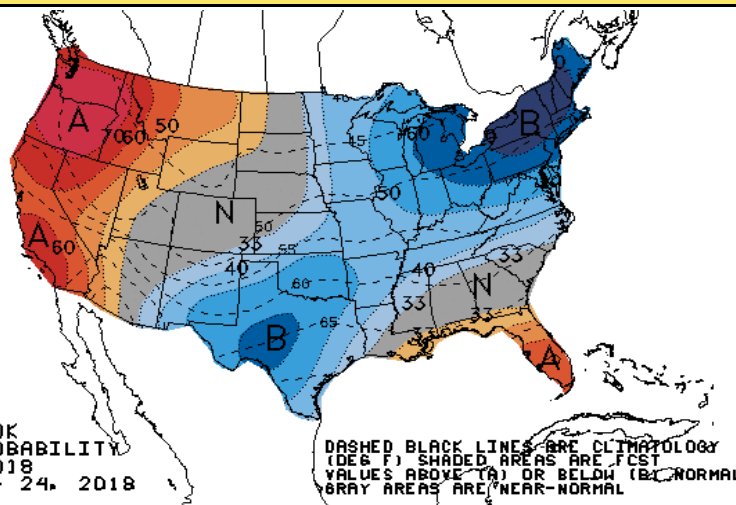 A
70 60 50
A 60
N
50
33
55
40
60
65
B
40
45
60
50
B
40
33
33
N
33
33
A
OK
OBABILITY
018
24, 2018
DASHED BLACK LINES ARE CLIMATOLOGY
(DEG F) SHADED AREAS ARE FCST
VALUES ABOVE (A) OR BELOW (B) NORMAL
GRAY AREAS ARE NEAR-NORMAL